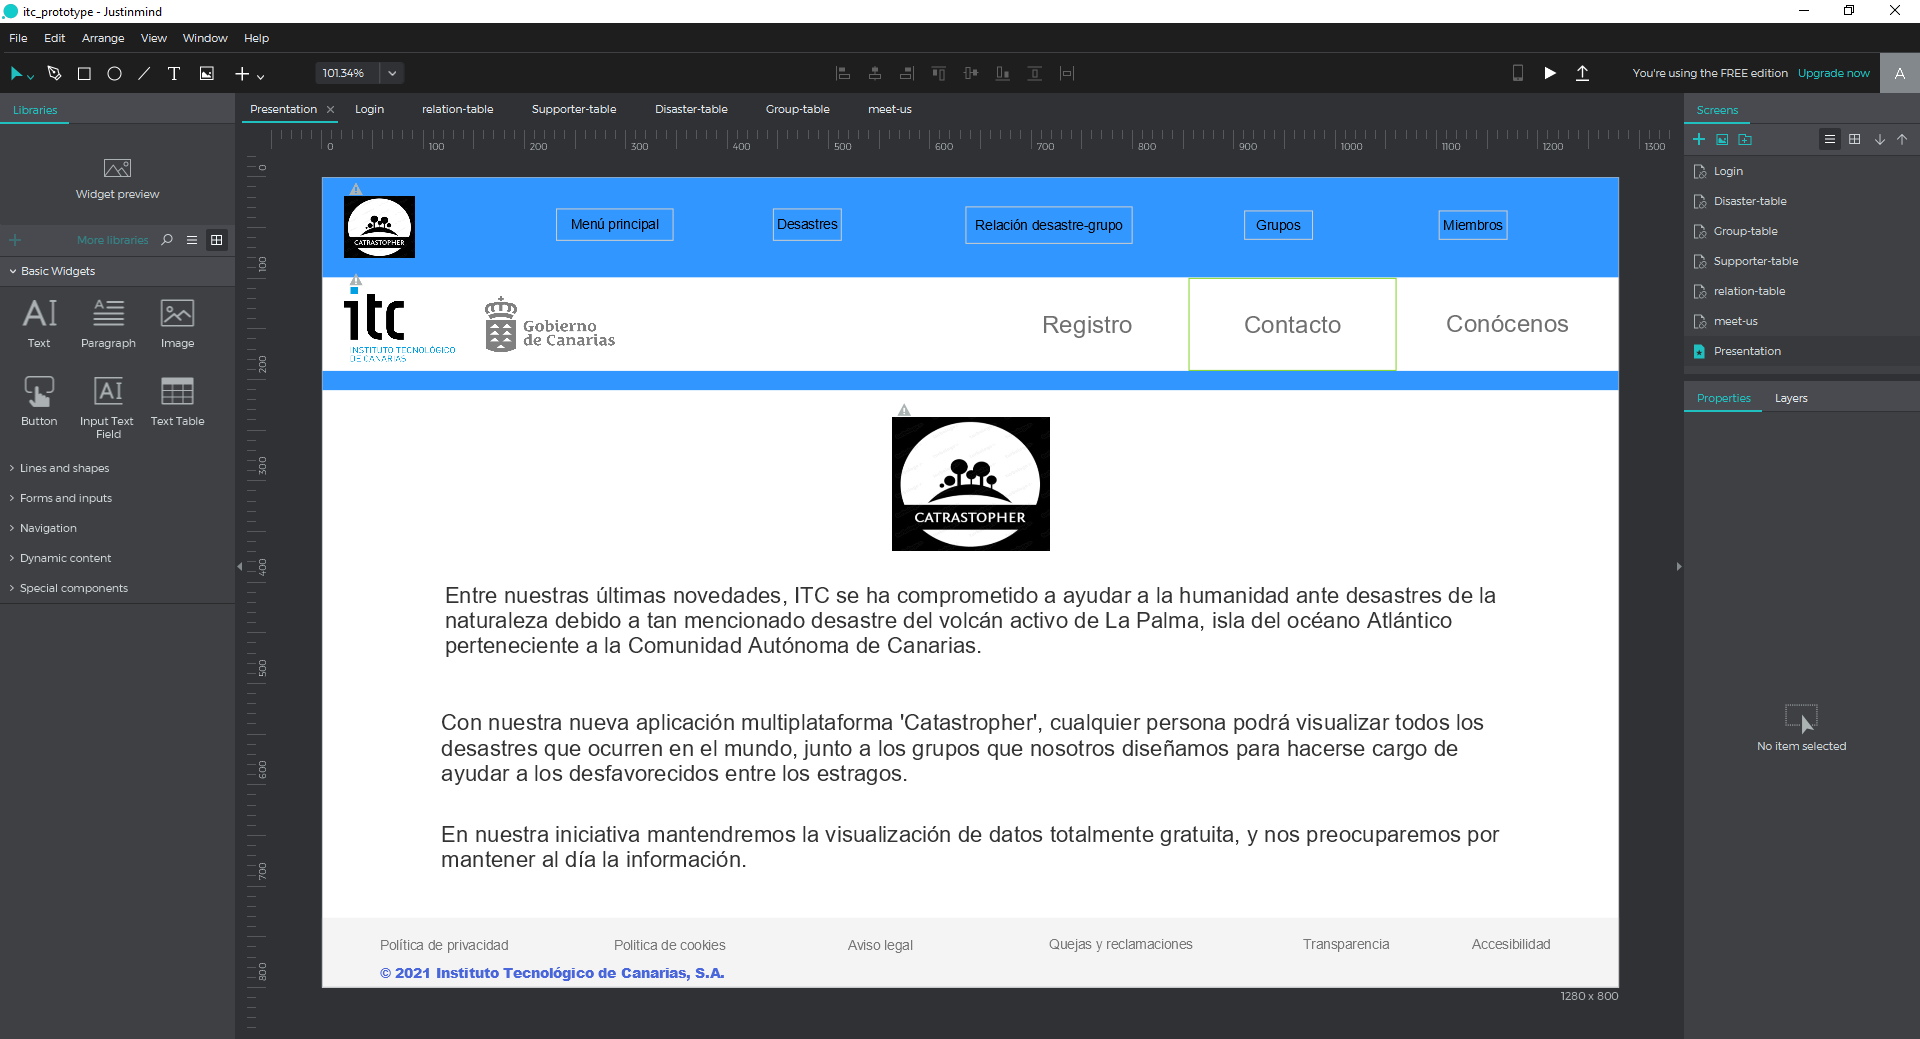 itc_prototype - Justinmind
File Edit Arrange View Window Help
T 101.34% You're using the FREE edition Upgrade now A
Libraries
Presentation Login relation-table Supporter-table Disaster-table Group-table meet-us
Screens
0 100 200 300 400 500 600 700 800 900 1000 1100 1200 1300
Widget preview
More libraries
Basic Widgets
AI
Text
Paragraph
Image
Button
AI
Input Text
Field
Text Table
Lines and shapes
Forms and inputs
Navigation
Dynamic content
Special components
0
100
200
300
400
500
600
700
800
CATRASTOPHER
Menú principal Desastres Relación desastre-grupo Grupos Miembros
itc
INSTITUTO TECNOLÓGICO
DE CANARIAS
Gobierno
de Canarias
Registro Contacto Conócenos
CATRASTOPHER
Entre nuestras últimas novedades, ITC se ha comprometido a ayudar a la humanidad ante desastres de la
naturaleza debido a tan mencionado desastre del volcán activo de La Palma, isla del océano Atlántico
perteneciente a la Comunidad Autónoma de Canarias.
Con nuestra nueva aplicación multiplataforma 'Catastropher', cualquier persona podrá visualizar todos los
desastres que ocurren en el mundo, junto a los grupos que nosotros diseñamos para hacerse cargo de
ayudar a los desfavorecidos entre los estragos.
En nuestra iniciativa mantendremos la visualización de datos totalmente gratuita, y nos preocuparemos por
mantener al día la información.
Política de privacidad Politica de cookies Aviso legal Quejas y reclamaciones Transparencia Accesibilidad
© 2021 Instituto Tecnológico de Canarias, S.A.
1280 x 800
Login
Disaster-table
Group-table
Supporter-table
relation-table
meet-us
Presentation
Properties Layers
No item selected